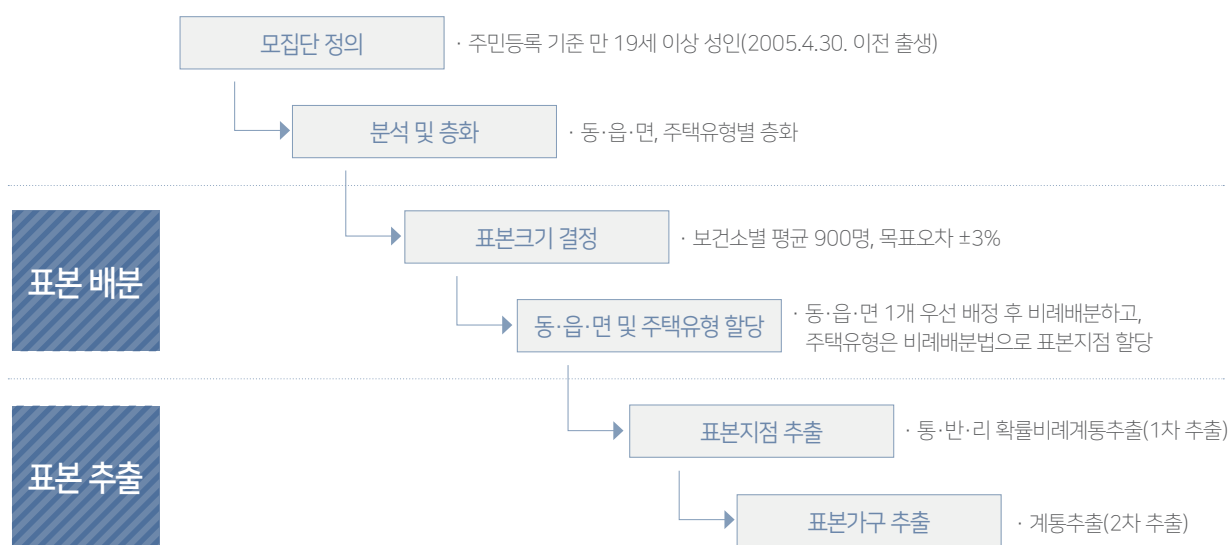 모집단 정의
· 주민등록 기준 만 19세 이상 성인(2005.4.30. 이전 출생)
분석 및 층화
· 동·읍·면, 주택유형별 층화
표본 배분
표본크기 결정
· 보건소별 평균 900명, 목표오차 ±3%
동·읍·면 및 주택유형 할당
· 동·읍·면 1개 우선 배정 후 비례배분하고,
주택유형은 비례배분법으로 표본지점 할당
표본 추출
표본지점 추출
· 통·반·리 확률비례계통추출(1차 추출)
표본가구 추출
· 계통추출(2차 추출)